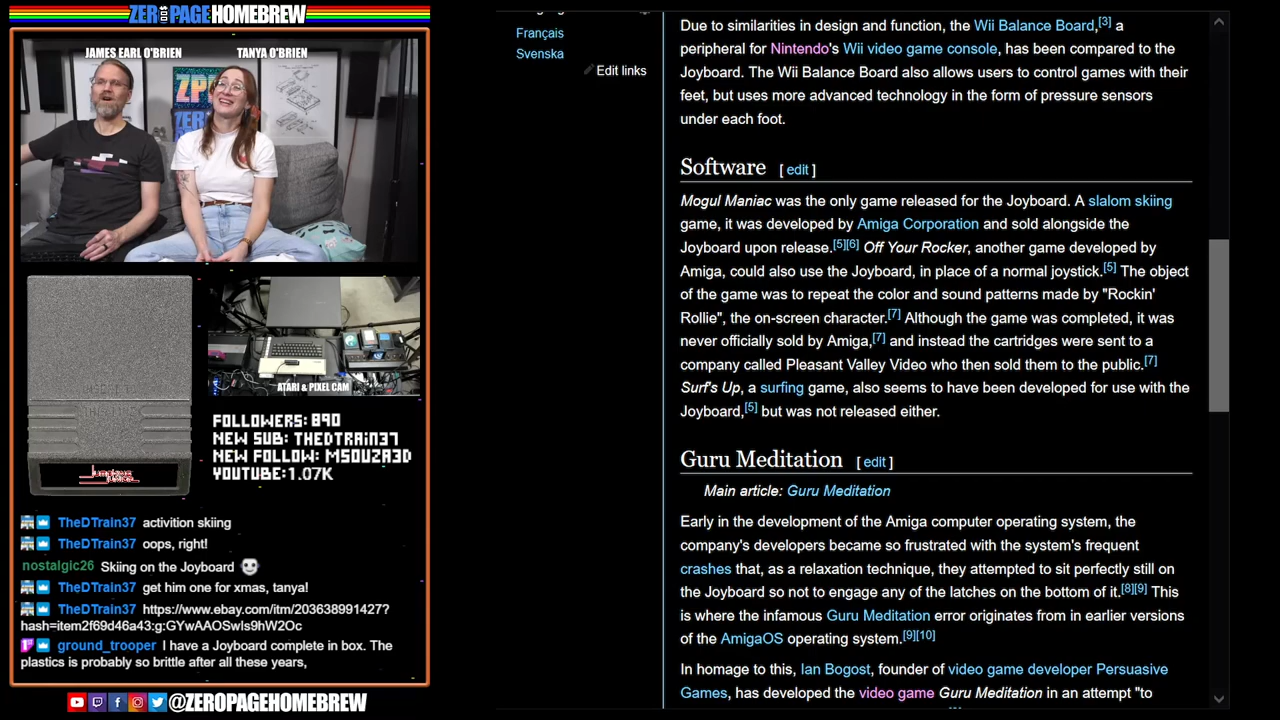 ZERO PAGE HOMEBREW
JAMES EARL O'BRIEN
TANYA O'BRIEN
ZP
ATARI & PIXEL CAM
FOLLOWERS: 890
NEW SUB: THEDTRAIN37
NEW FOLLOW: MSOUZA3D
YOUTUBE:1.07K
TheDTrain37 activition skiing
TheDTrain37 oops, right!
nostalgic26 Skiing on the Joyboard
TheDTrain37 get him one for xmas, tanya!
TheDTrain37 https://www.ebay.com/itm/203638991427?
hash=item2f69d46a43:g:GYwAAOSwIs9hW2Oc
ground_trooper I have a Joyboard complete in box. The
plastics is probably so brittle after all these years,
@ZEROPAGEHOMEBREW
Français
Svenska
Edit links
Due to similarities in design and function, the Wii Balance Board,[3] a
peripheral for Nintendo's Wii video game console, has been compared to the
Joyboard. The Wii Balance Board also allows users to control games with their
feet, but uses more advanced technology in the form of pressure sensors
under each foot.
Software [ edit ]
Mogul Maniac was the only game released for the Joyboard. A slalom skiing
game, it was developed by Amiga Corporation and sold alongside the
Joyboard upon release.[5][6] Off Your Rocker, another game developed by
Amiga, could also use the Joyboard, in place of a normal joystick.[5] The object
of the game was to repeat the color and sound patterns made by "Rockin'
Rollie", the on-screen character.[7] Although the game was completed, it was
never officially sold by Amiga,[7] and instead the cartridges were sent to a
company called Pleasant Valley Video who then sold them to the public.[7]
Surf's Up, a surfing game, also seems to have been developed for use with the
Joyboard,[5] but was not released either.
Guru Meditation [ edit ]
Main article: Guru Meditation
Early in the development of the Amiga computer operating system, the
company's developers became so frustrated with the system's frequent
crashes that, as a relaxation technique, they attempted to sit perfectly still on
the Joyboard so not to engage any of the latches on the bottom of it.[8][9] This
is where the infamous Guru Meditation error originates from in earlier versions
of the AmigaOS operating system.[9][10]
In homage to this, Ian Bogost, founder of video game developer Persuasive
Games, has developed the video game Guru Meditation in an attempt "to